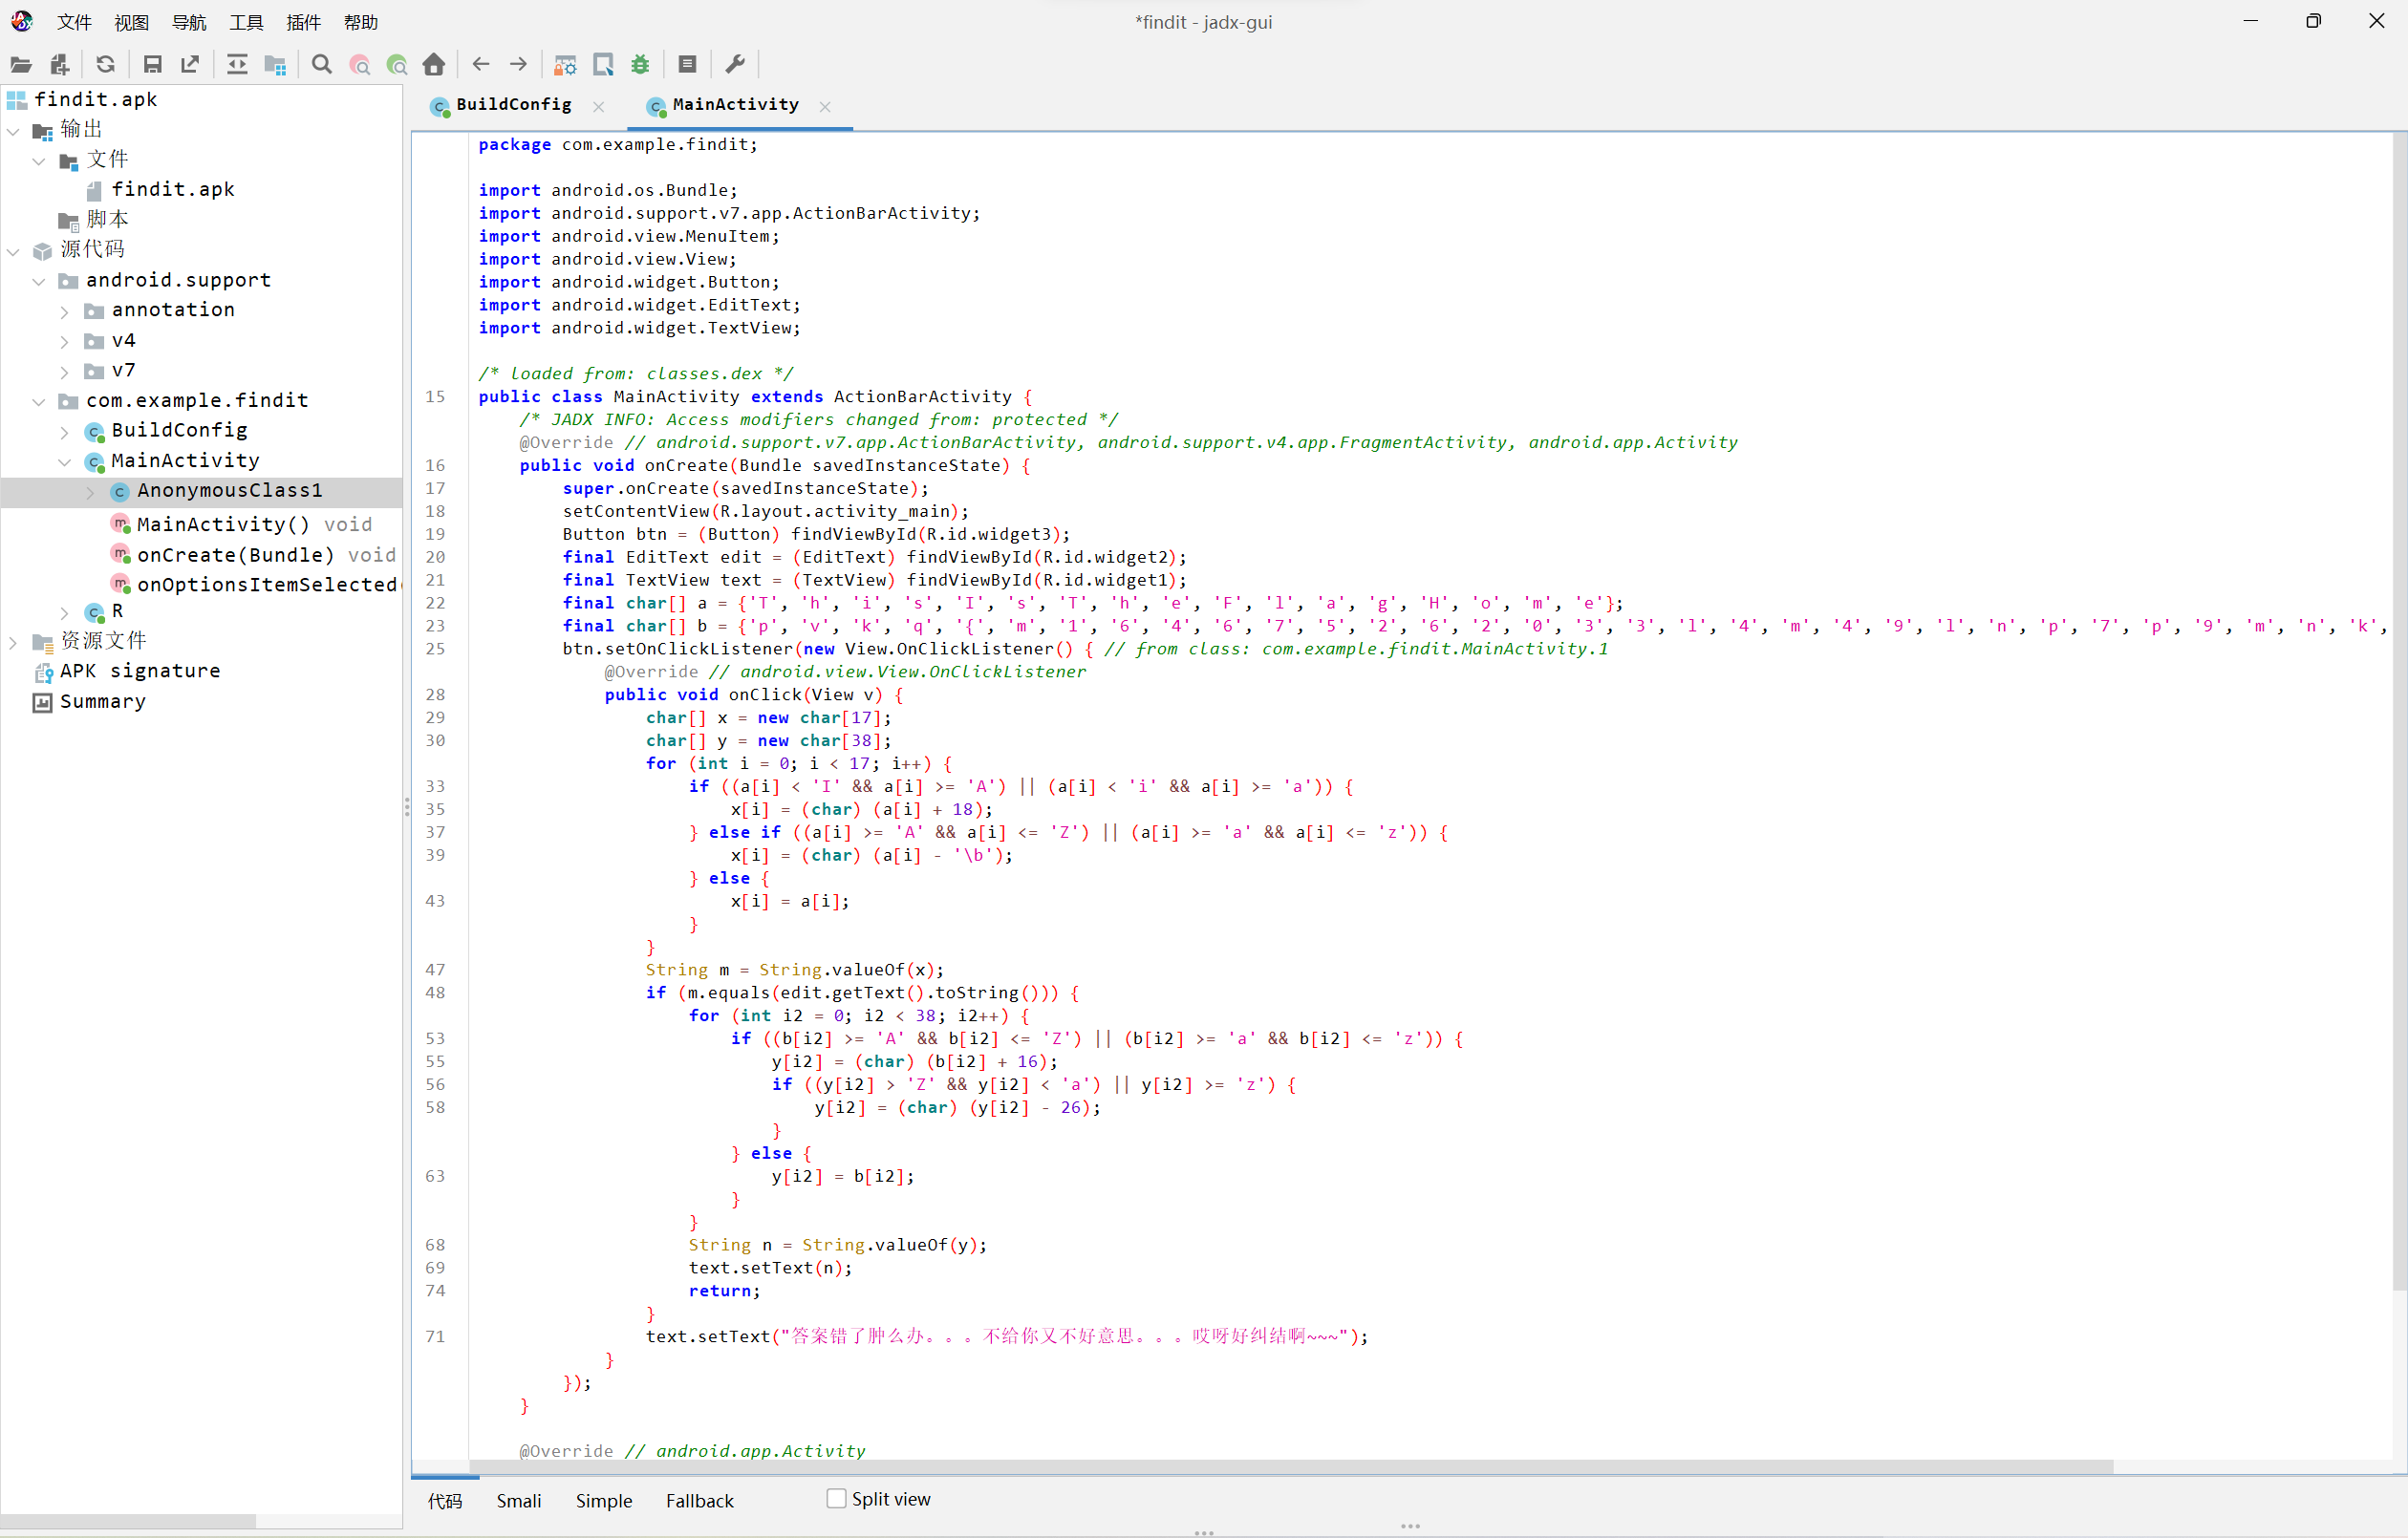 文件 视图 导航 工具 插件 帮助
*findit - jadx-gui
findit.apk
输出
文件
findit.apk
脚本
源代码
android.support
annotation
v4
v7
com.example.findit
BuildConfig
MainActivity
AnonymousClass1
MainActivity() void
onCreate(Bundle) void
onOptionsItemSelected
R
资源文件
APK signature
Summary
BuildConfig MainActivity
package com.example.findit;
import android.os.Bundle;
import android.support.v7.app.ActionBarActivity;
import android.view.MenuItem;
import android.view.View;
import android.widget.Button;
import android.widget.EditText;
import android.widget.TextView;
/* loaded from: classes.dex */
15 public class MainActivity extends ActionBarActivity {
/* JADX INFO: Access modifiers changed from: protected */
@Override // android.support.v7.app.ActionBarActivity, android.support.v4.app.FragmentActivity, android.app.Activity
16 public void onCreate(Bundle savedInstanceState) {
17 super.onCreate(savedInstanceState);
18 setContentView(R.layout.activity_main);
19 Button btn = (Button) findViewById(R.id.widget3);
20 final EditText edit = (EditText) findViewById(R.id.widget2);
21 final TextView text = (TextView) findViewById(R.id.widget1);
22 final char[] a = {'T', 'h', 'i', 's', 'I', 's', 'T', 'h', 'e', 'F', 'l', 'a', 'g', 'H', 'o', 'm', 'e'};
23 final char[] b = {'p', 'v', 'k', 'q', '{', 'm', '1', '6', '4', '6', '7', '5', '2', '6', '2', '0', '3', '3', 'l', '4', 'm', '4', '9', 'l', 'n', 'p', '7', 'p', '9', 'm', 'n', 'k',
25 btn.setOnClickListener(new View.OnClickListener() { // from class: com.example.findit.MainActivity.1
@Override // android.view.View.OnClickListener
28 public void onClick(View v) {
29 char[] x = new char[17];
30 char[] y = new char[38];
for (int i = 0; i < 17; i++) {
33 if ((a[i] < 'I' && a[i] >= 'A') || (a[i] < 'i' && a[i] >= 'a')) {
35 x[i] = (char) (a[i] + 18);
37 } else if ((a[i] >= 'A' && a[i] <= 'Z') || (a[i] >= 'a' && a[i] <= 'z')) {
39 x[i] = (char) (a[i] - '\b');
} else {
43 x[i] = a[i];
}
}
47 String m = String.valueOf(x);
48 if (m.equals(edit.getText().toString())) {
for (int i2 = 0; i2 < 38; i2++) {
53 if ((b[i2] >= 'A' && b[i2] <= 'Z') || (b[i2] >= 'a' && b[i2] <= 'z')) {
55 y[i2] = (char) (b[i2] + 16);
56 if ((y[i2] > 'Z' && y[i2] < 'a') || y[i2] >= 'z') {
58 y[i2] = (char) (y[i2] - 26);
}
} else {
63 y[i2] = b[i2];
}
}
68 String n = String.valueOf(y);
69 text.setText(n);
74 return;
}
71 text.setText("答案错了肿么办。。。不给你又不好意思。。。哎呀好纠结啊~~~");
}
});
}
@Override // android.app.Activity
代码 Smali Simple Fallback Split view